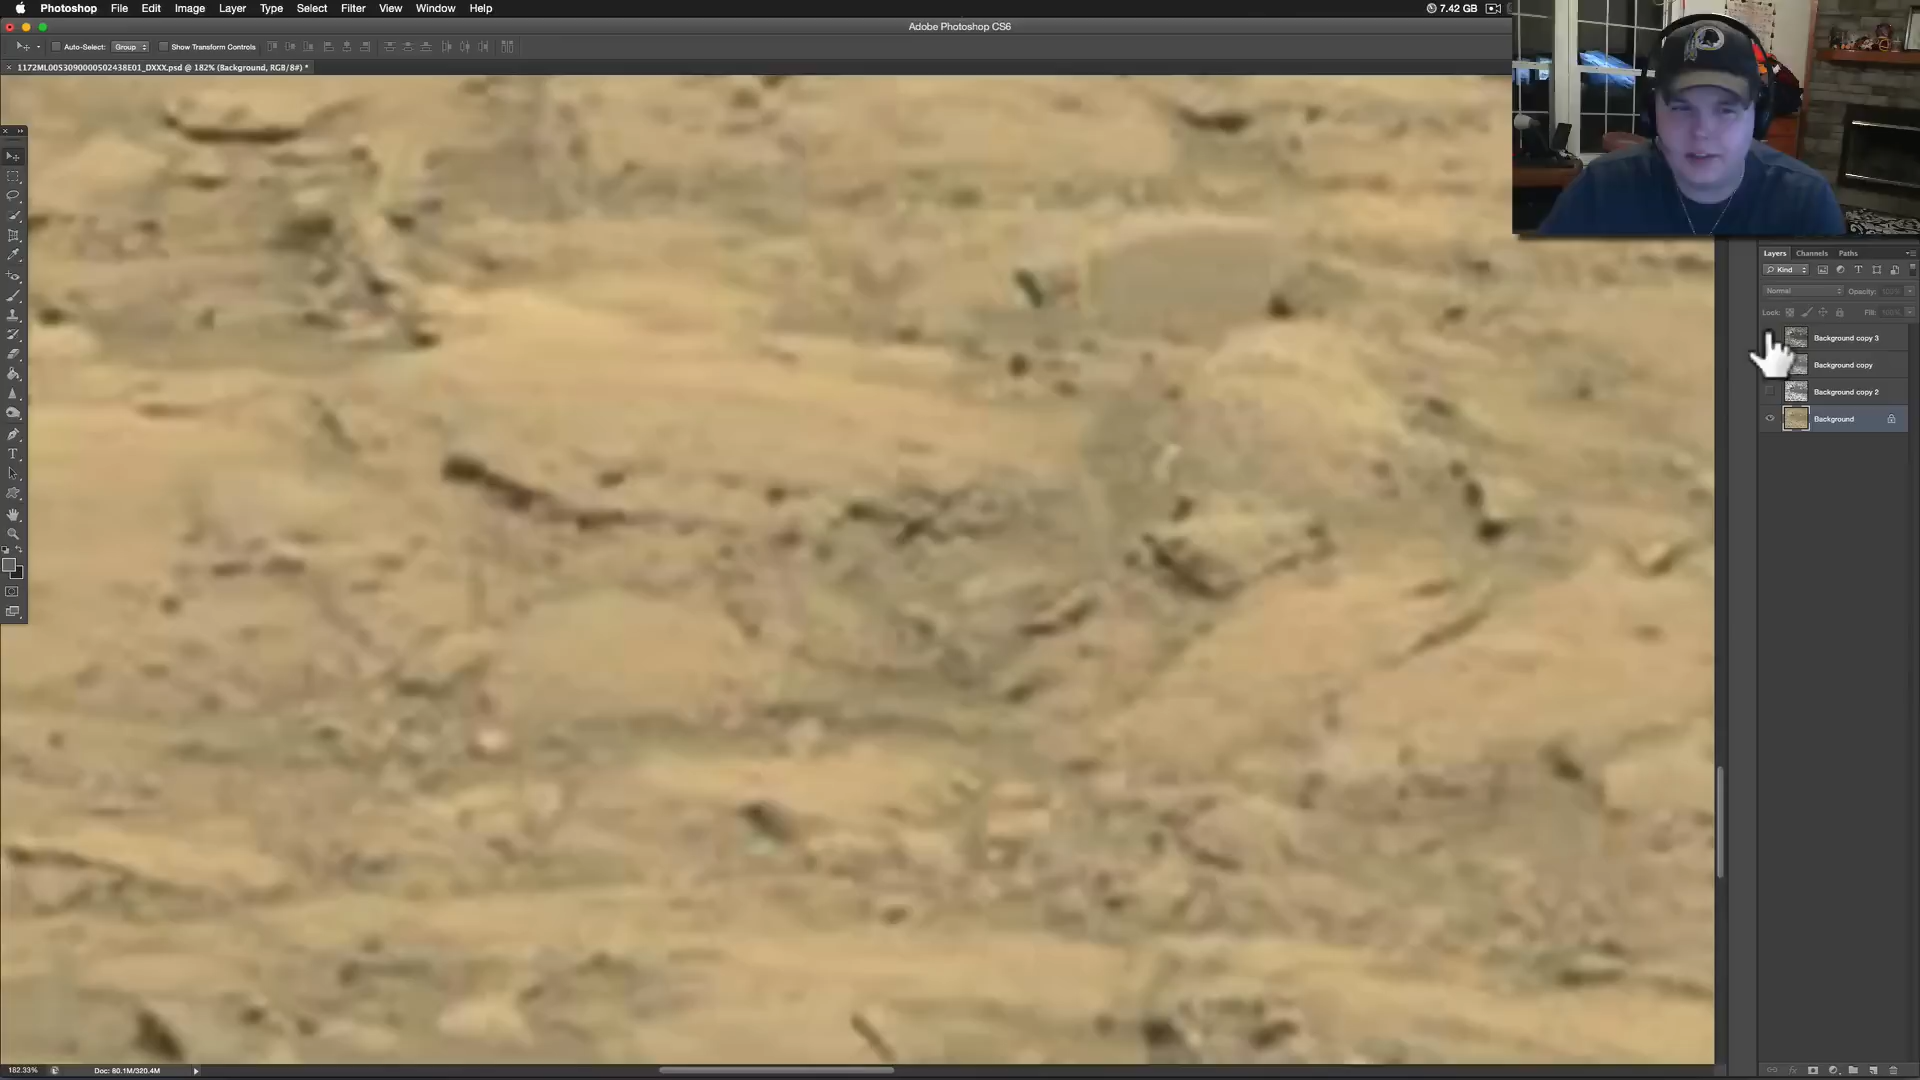 Photoshop File Edit Image Layer Type Select Filter View Window Help
7.42 GB
Adobe Photoshop CS6
Auto-Select: Group Show Transform Controls
1172ML0053090000502438E01_DXXX.psd @ 182% (Background, RGB/8#) *
Layers Channels Paths
Kind
Normal Opacity: 100%
Lock: Fill: 100%
Background copy 3
Background copy
Background copy 2
Background
182.33% Doc: 80.1M/320.4M